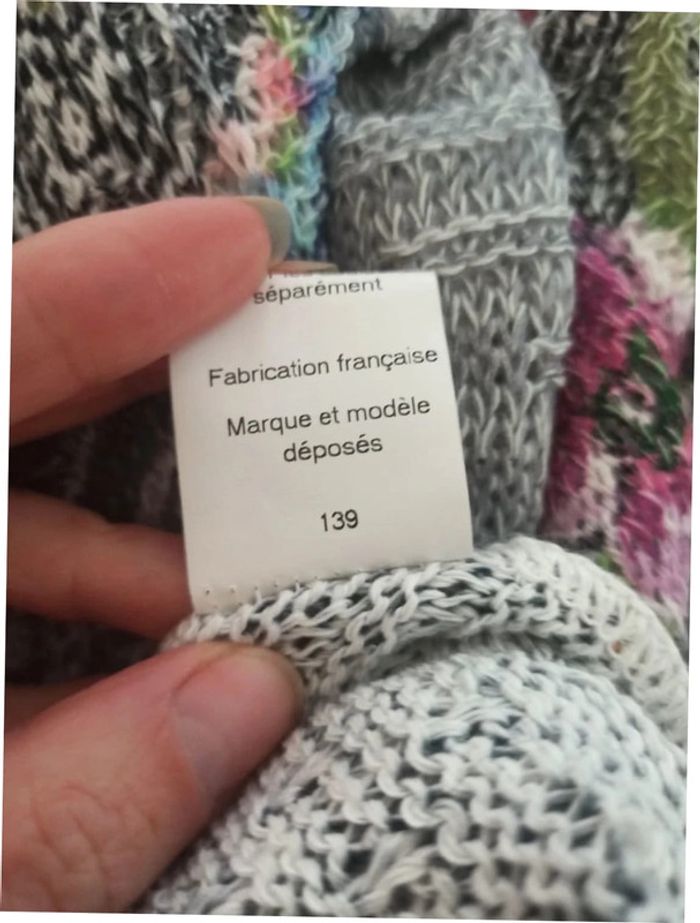 séparément
Fabrication française
Marque et modèle
déposés
139